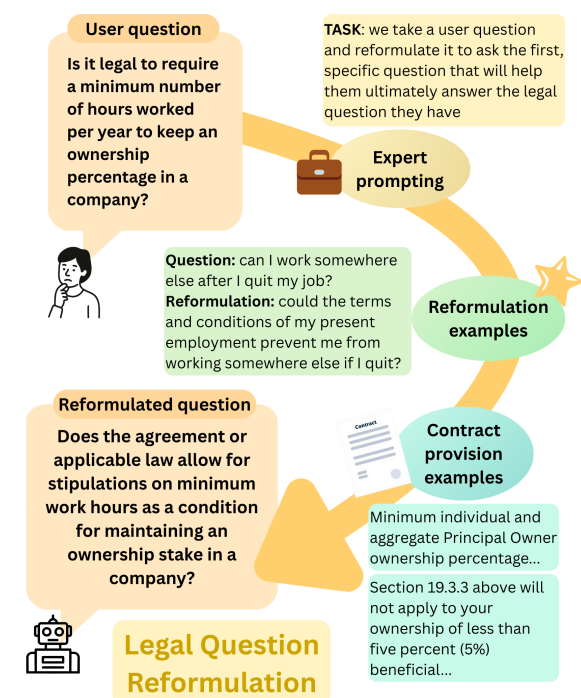 User question
Is it legal to require
a minimum number
of hours worked
per year to keep an
ownership
percentage in a
company?
TASK: we take a user question
and reformulate it to ask the first,
specific question that will help
them ultimately answer the legal
question they have
Expert
prompting
Question: can I work somewhere
else after I quit my job?
Reformulation: could the terms
and conditions of my present
employment prevent me from
working somewhere else if I quit?
Reformulation
examples
Contract
Contract
provision
examples
Minimum individual and
aggregate Principal Owner
ownership percentage...
Section 19.3.3 above will
not apply to your
ownership of less than
five percent (5%)
beneficial...
Reformulated question
Does the agreement or
applicable law allow for
stipulations on minimum
work hours as a condition
for maintaining an
ownership stake in a
company?
Legal Question
Reformulation